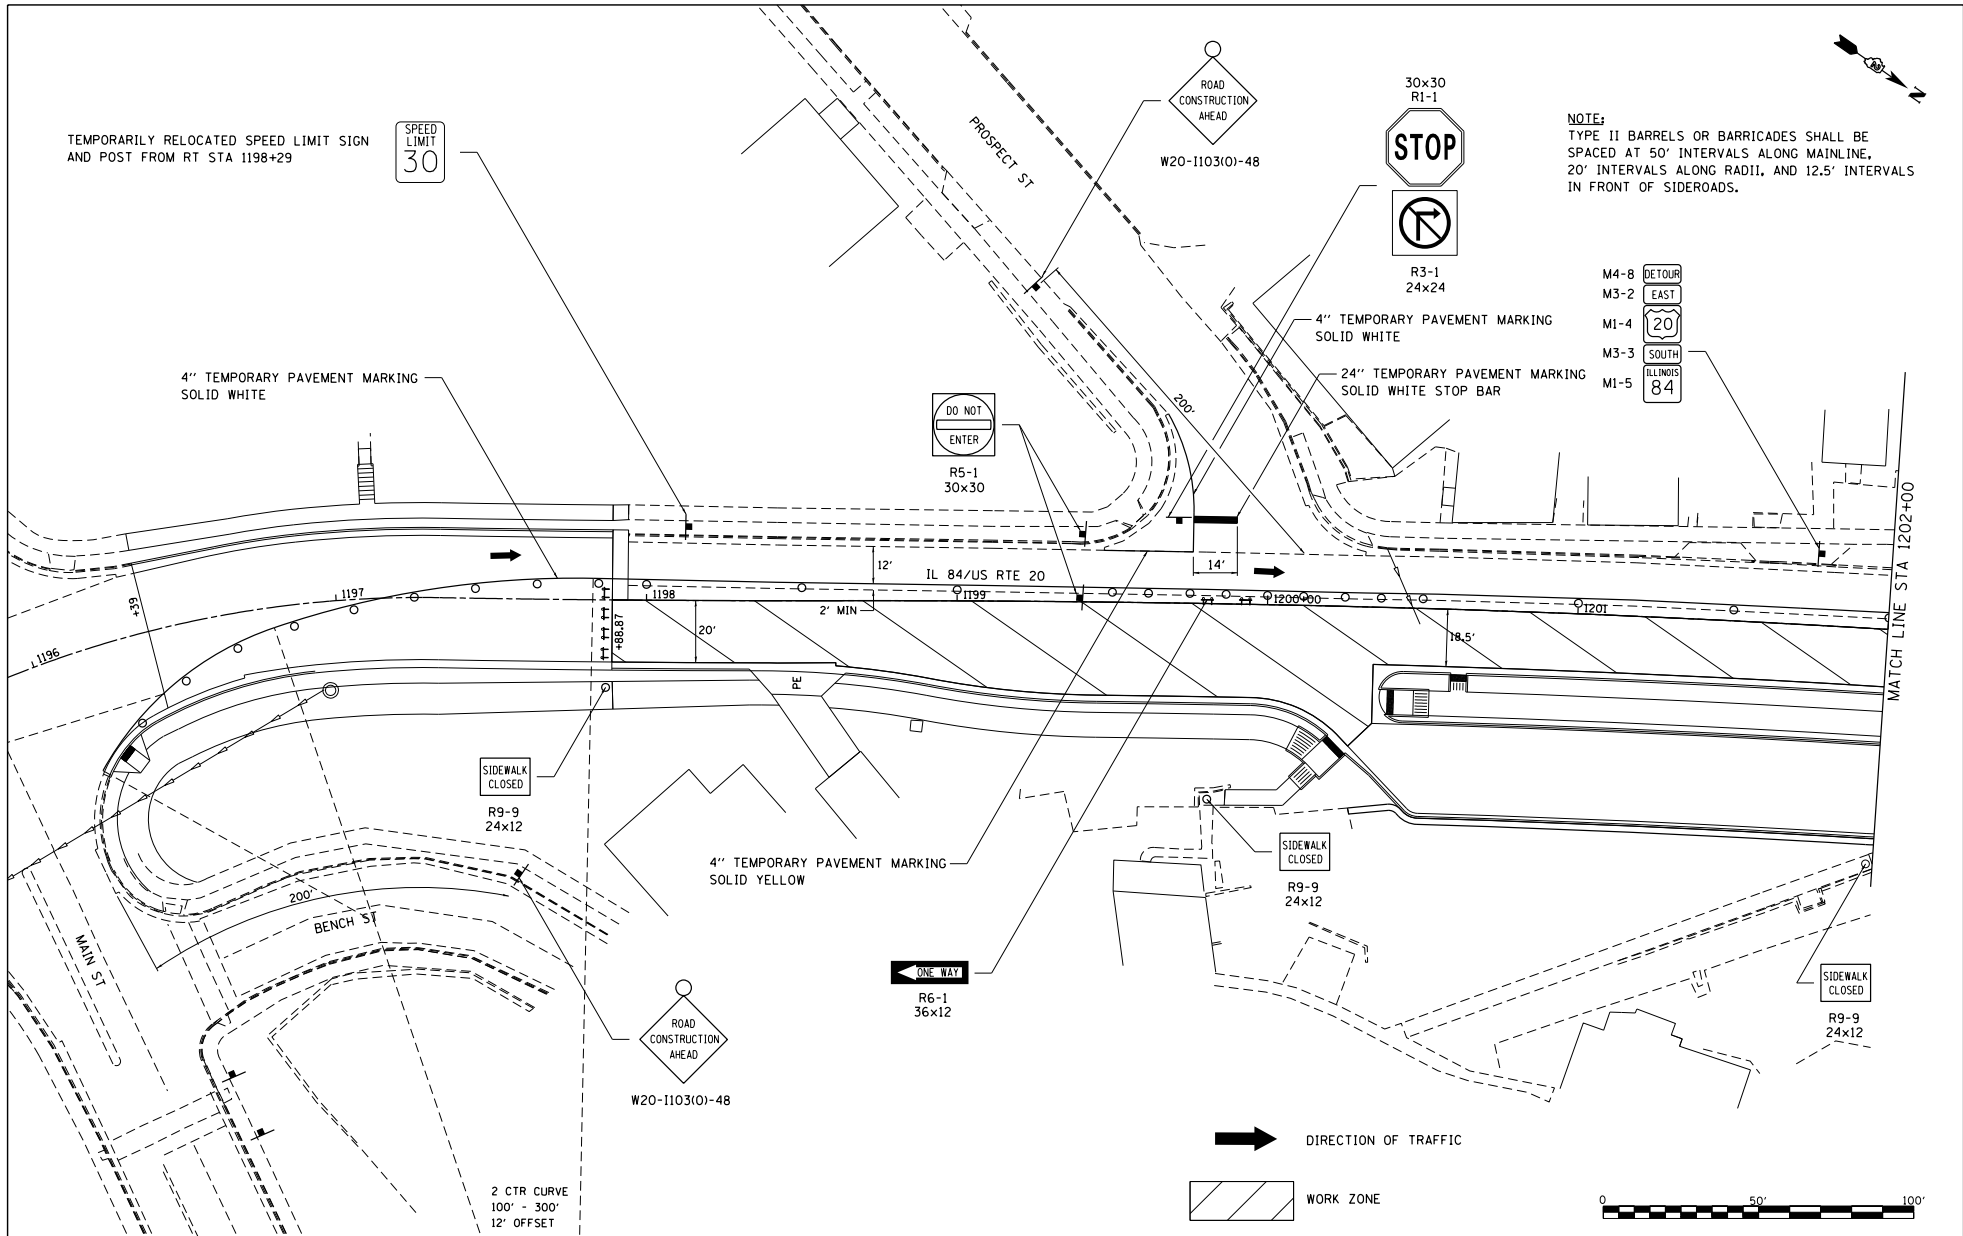 TEMPORARILY RELOCATED SPEED LIMIT SIGN
AND POST FROM RT STA 1198+29
SPEED
LIMIT
30
ROAD
CONSTRUCTION
AHEAD
W20-I103(O)-48
PROSPECT ST
30x30
R1-1
STOP
R3-1
24x24
NOTE:
TYPE II BARRELS OR BARRICADES SHALL BE
SPACED AT 50' INTERVALS ALONG MAINLINE,
20' INTERVALS ALONG RADII, AND 12.5' INTERVALS
IN FRONT OF SIDEROADS.
N
M4-8 DETOUR
M3-2 EAST
M1-4 20
M3-3 SOUTH
M1-5 ILLINOIS
84
4'' TEMPORARY PAVEMENT MARKING
SOLID WHITE
24'' TEMPORARY PAVEMENT MARKING
SOLID WHITE STOP BAR
4'' TEMPORARY PAVEMENT MARKING
SOLID WHITE
200'
DO NOT
ENTER
R5-1
30x30
MATCH LINE STA 1202+00
12'
IL 84/US RTE 20
14'
+39
1196
1197
1198
1199
1200+00
1201
2' MIN
+88.87
20'
18.5'
PE
SIDEWALK
CLOSED
R9-9
24x12
4'' TEMPORARY PAVEMENT MARKING
SOLID YELLOW
SIDEWALK
CLOSED
R9-9
24x12
200'
BENCH ST
MAIN ST
ONE WAY
R6-1
36x12
SIDEWALK
CLOSED
R9-9
24x12
ROAD
CONSTRUCTION
AHEAD
W20-I103(O)-48
DIRECTION OF TRAFFIC
WORK ZONE
2 CTR CURVE
100' - 300'
12' OFFSET
0 50' 100'